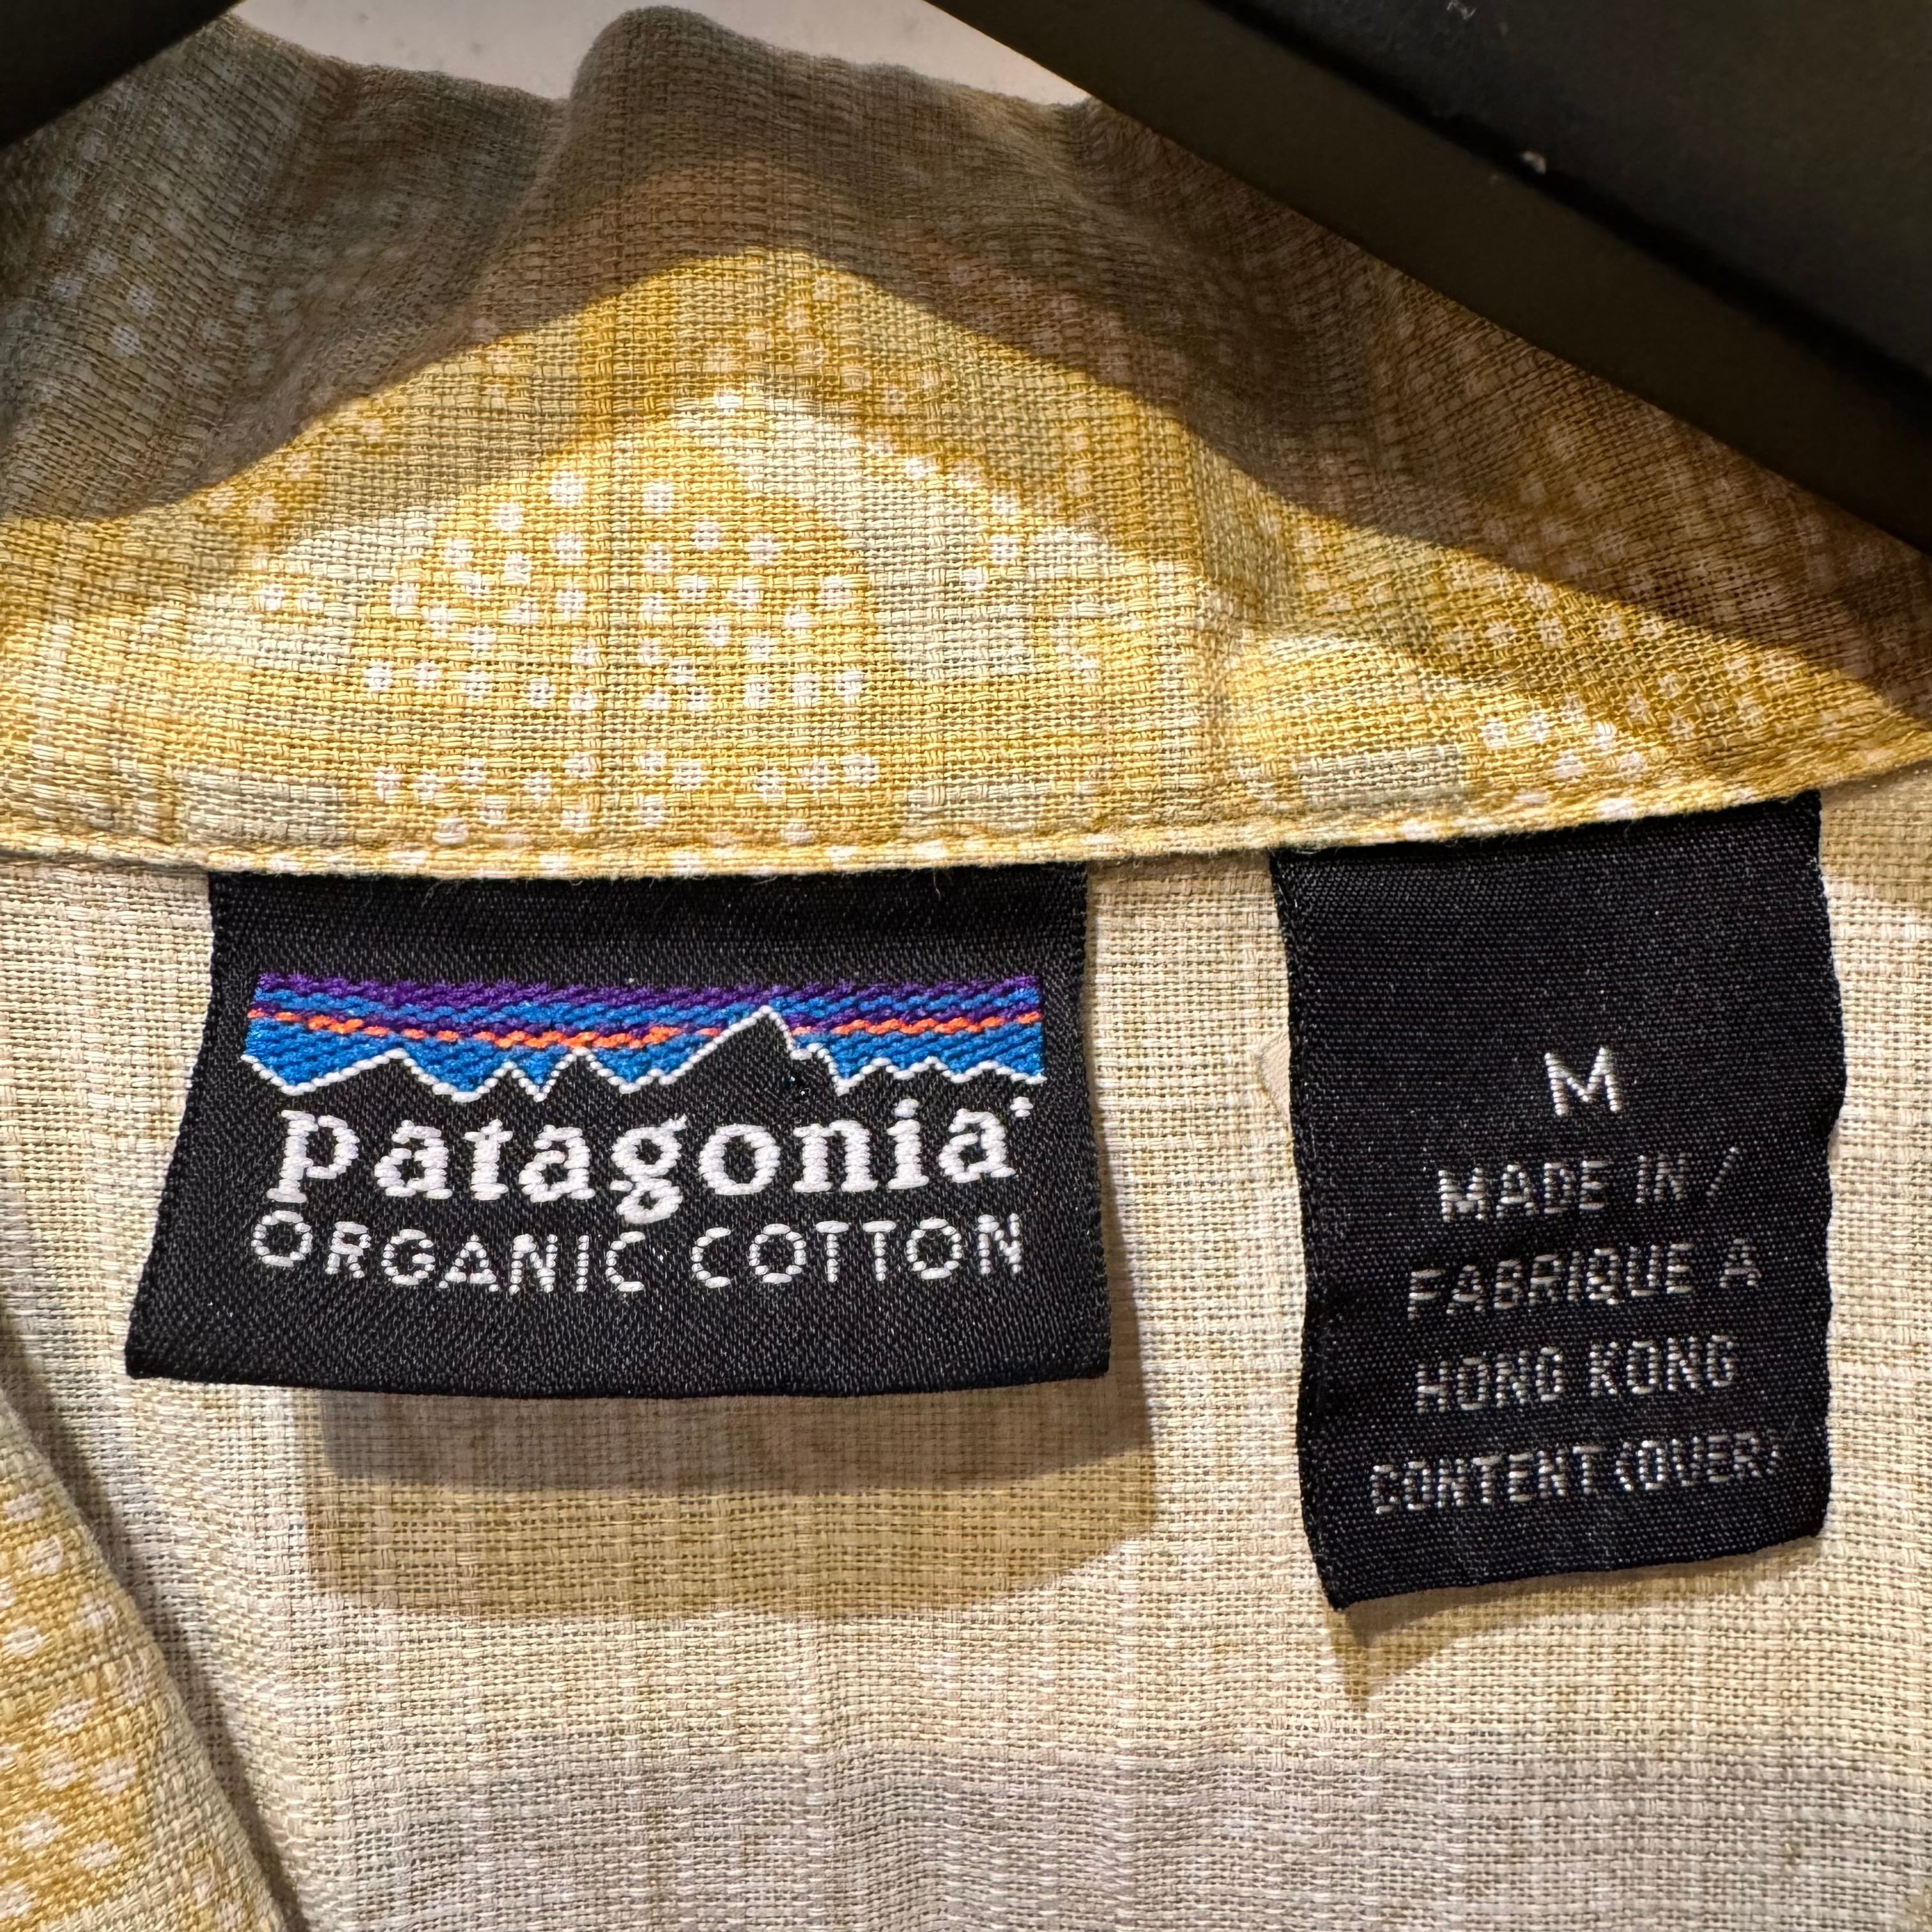 patagonia®
ORGANIC COTTON
M
MADE IN /
FABRIQUE A
HONG KONG
CONTENT (OVER)